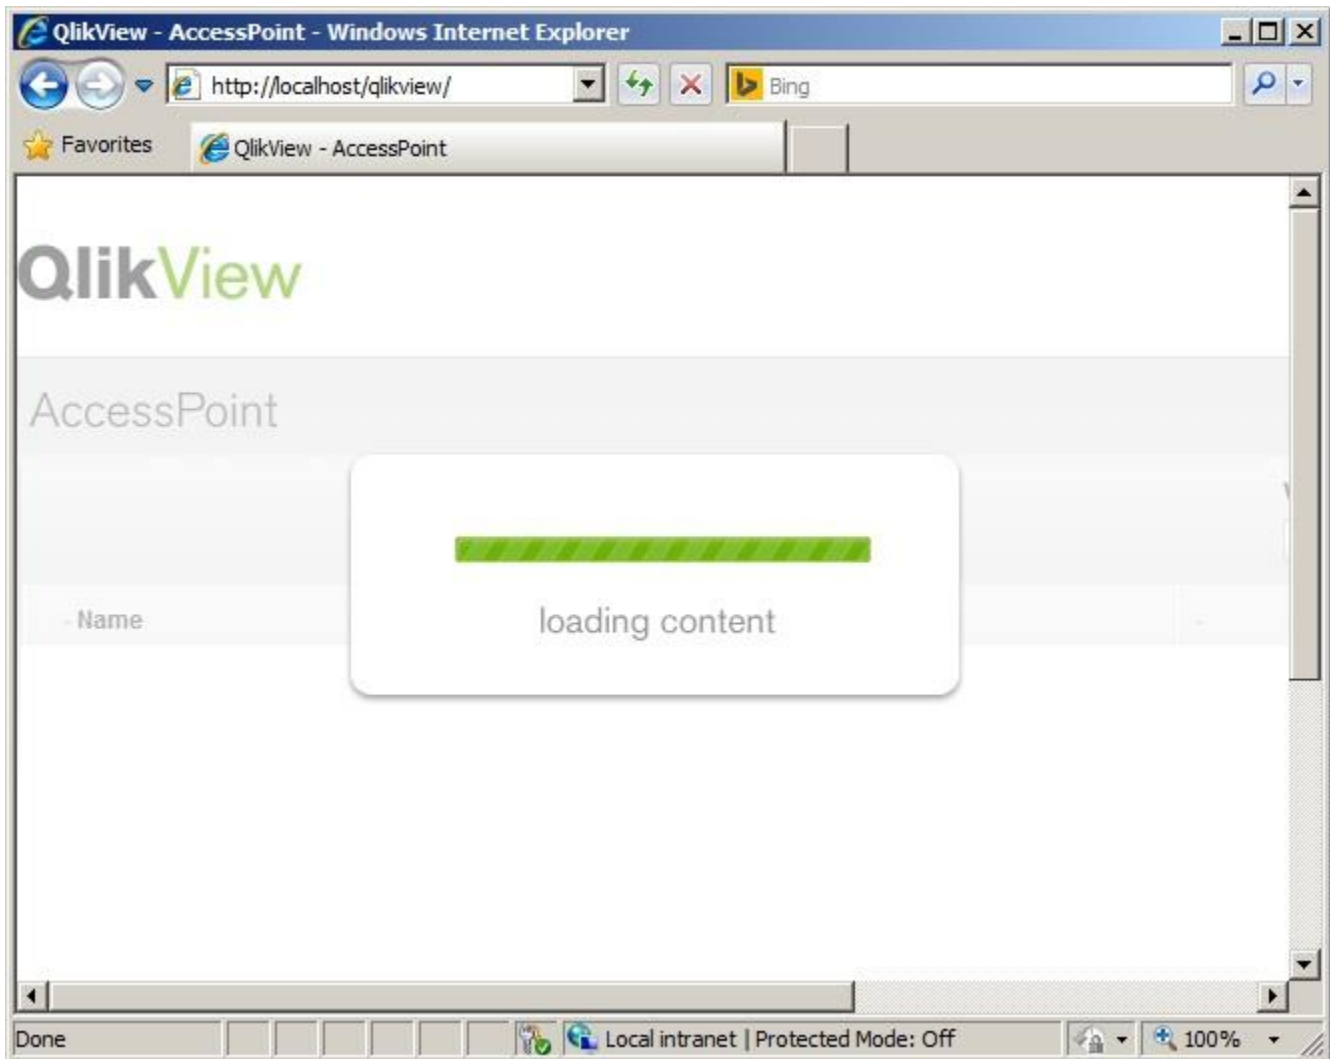 QlikView - AccessPoint - Windows Internet Explorer
http://localhost/qlikview/
Bing
Favorites
QlikView - AccessPoint
QlikView
AccessPoint
Name
loading content
Done
Local intranet | Protected Mode: Off
100%